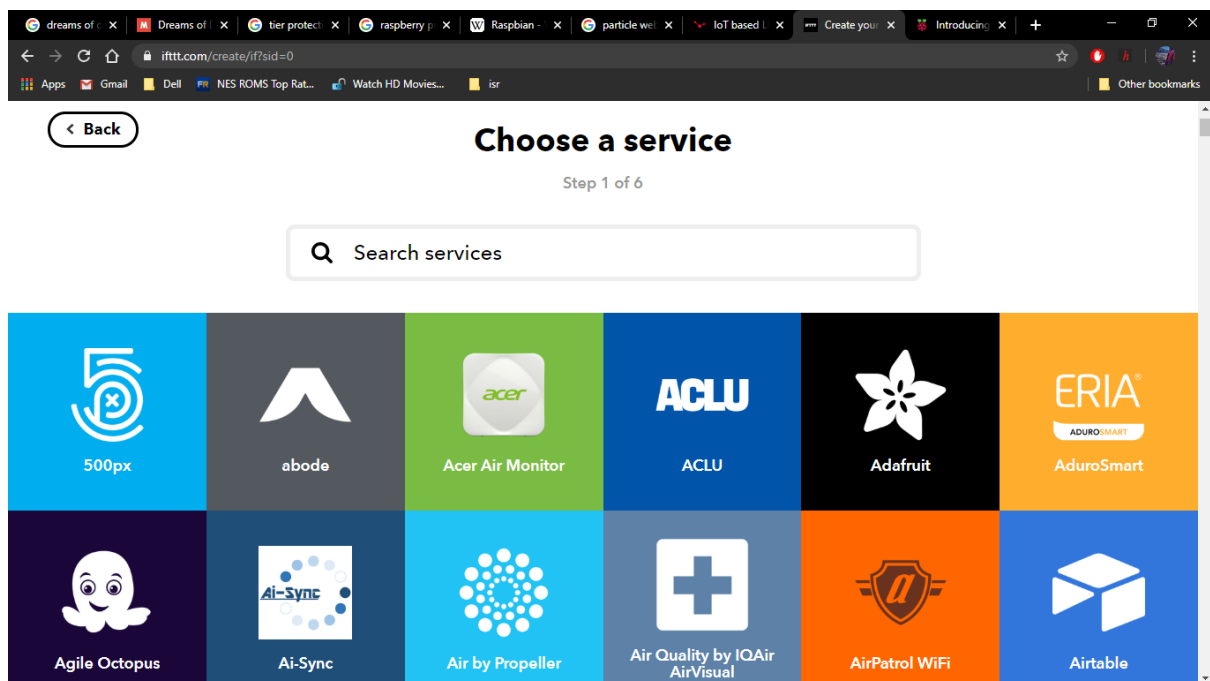 dreams of c
Dreams of
tier protecti
raspberry p
Raspbian -
particle wel
IoT based L
Create your
Introducing
ifttt.com/create/if?sid=0
Apps
Gmail
Dell
NES ROMS Top Rat...
Watch HD Movies...
isr
Other bookmarks
Back
Choose a service
Step 1 of 6
Search services
500px
abode
acer
Acer Air Monitor
ACLU
ACLU
Adafruit
ERIA®
ADUROSMART
AduroSmart
Agile Octopus
Ai-Sync
Ai-Sync
Air by Propeller
Air Quality by IQAir
AirVisual
a
AirPatrol WiFi
Airtable